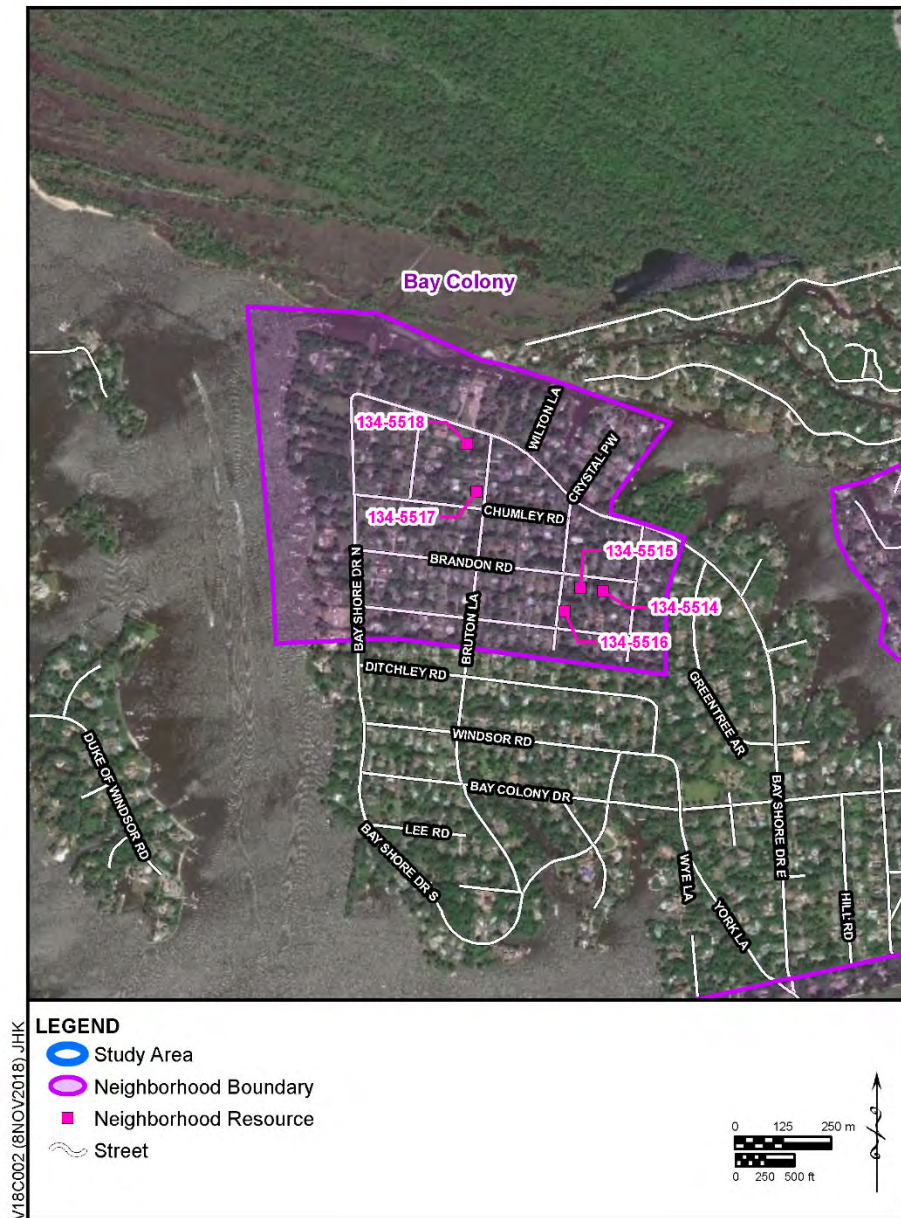 Bay Colony
WILTON LA
134-5518
CRYSTAL PW
134-5517
CHUMLEY RD
134-5515
BRANDON RD
BAY SHORE DR N
134-5514
BRUTON LA
134-5516
DITCHLEY RD
GREENTREE AR
WINDSOR RD
DUKE OF WINDSOR RD
BAY COLONY DR
BAY SHORE DR E
LEE RD
BAY SHORE DR S
WYE LA
HILL RD
YORK LA
LEGEND
Study Area
Neighborhood Boundary
Neighborhood Resource
Street
0 125 250 m
0 250 500 ft
V18C002 (8NOV2018) JHK